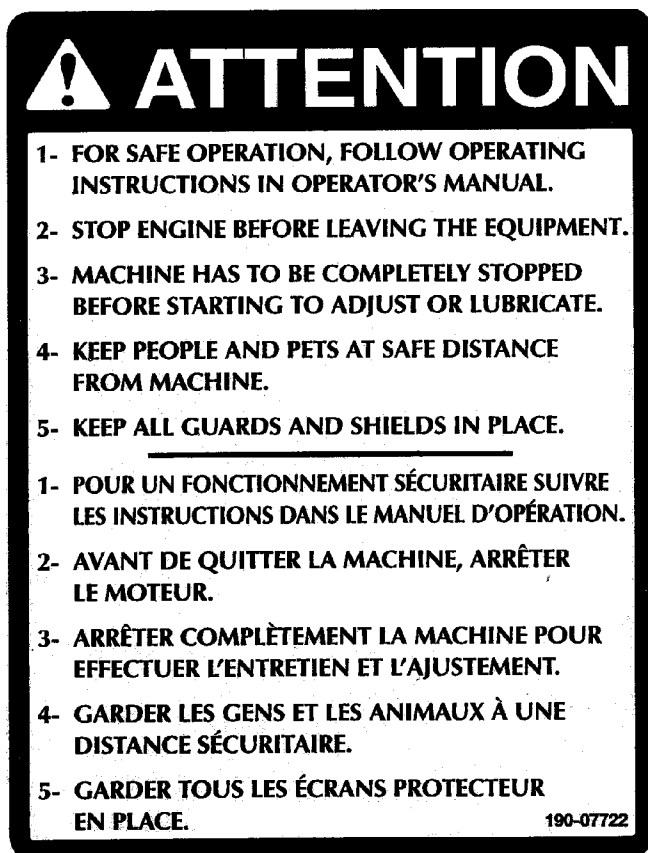 ATTENTION
1- FOR SAFE OPERATION, FOLLOW OPERATING
INSTRUCTIONS IN OPERATOR'S MANUAL.
2- STOP ENGINE BEFORE LEAVING THE EQUIPMENT.
3- MACHINE HAS TO BE COMPLETELY STOPPED
BEFORE STARTING TO ADJUST OR LUBRICATE.
4- KEEP PEOPLE AND PETS AT SAFE DISTANCE
FROM MACHINE.
5- KEEP ALL GUARDS AND SHIELDS IN PLACE.
1- POUR UN FONCTIONNEMENT SÉCURITAIRE SUIVRE
LES INSTRUCTIONS DANS LE MANUEL D'OPÉRATION.
2- AVANT DE QUITTER LA MACHINE, ARRÊTER
LE MOTEUR.
3- ARRÊTER COMPLÈTEMENT LA MACHINE POUR
EFFECTUER L'ENTRETIEN ET L'AJUSTEMENT.
4- GARDER LES GENS ET LES ANIMAUX À UNE
DISTANCE SÉCURITAIRE.
5- GARDER TOUS LES ÉCRANS PROTECTEUR
EN PLACE.
190-07722